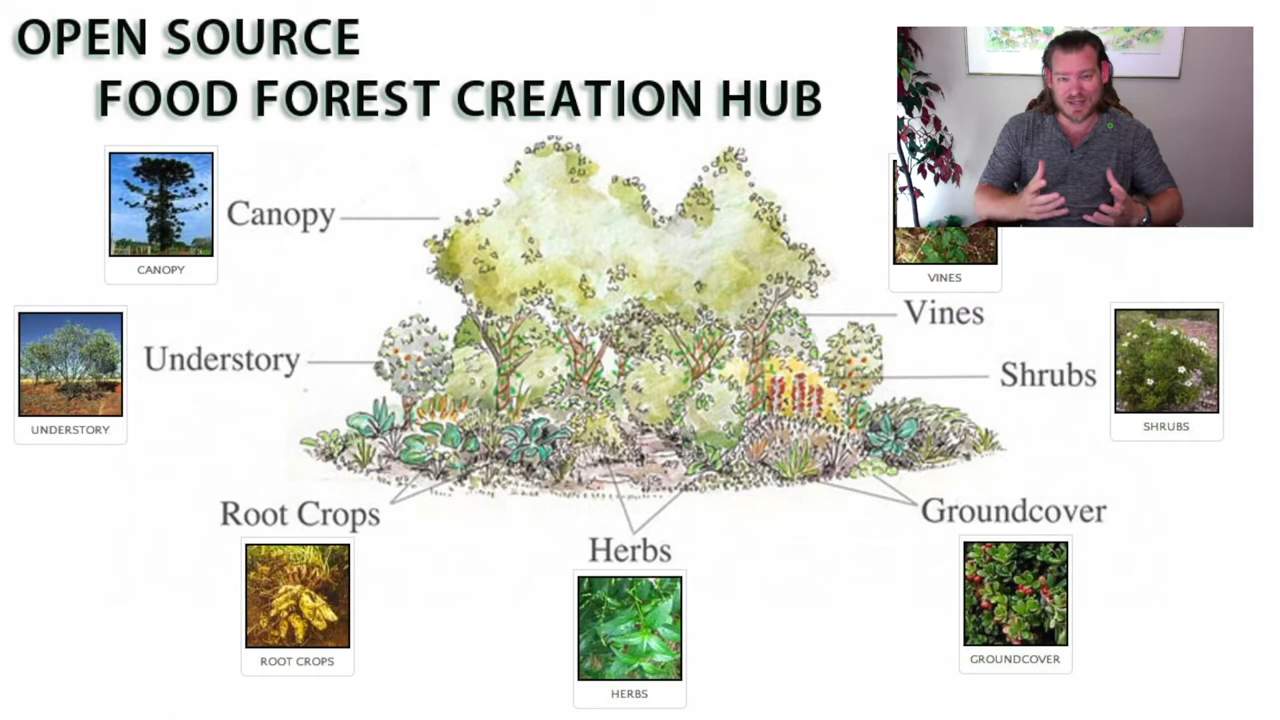 OPEN SOURCE
FOOD FOREST CREATION HUB
Canopy
CANOPY
VINES
Vines
Understory
UNDERSTORY
Shrubs
SHRUBS
Root Crops
ROOT CROPS
Herbs
HERBS
Groundcover
GROUNDCOVER